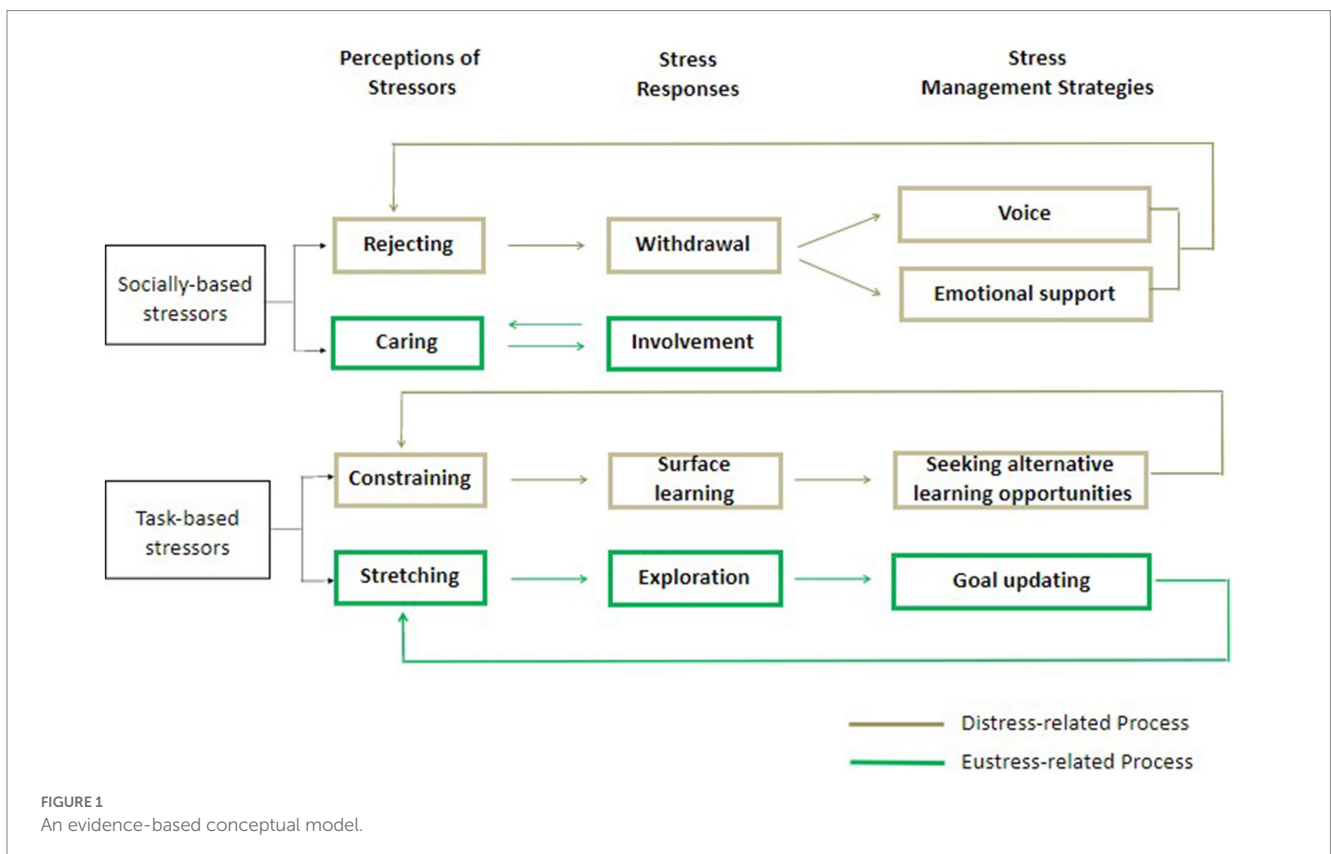 Perceptions of
Stressors
Stress
Responses
Stress
Management Strategies
Socially-based
stressors
Rejecting
Withdrawal
Voice
Emotional support
Caring
Involvement
Task-based
stressors
Constraining
Surface
learning
Seeking alternative
learning opportunities
Stretching
Exploration
Goal updating
Distress-related Process
Eustress-related Process
FIGURE 1
An evidence-based conceptual model.